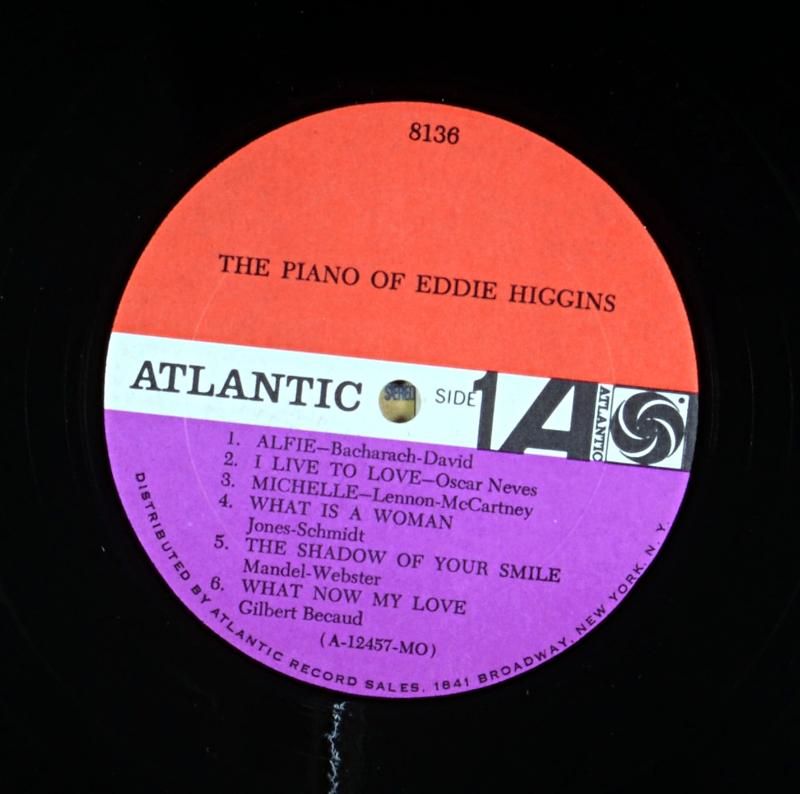 8136
THE PIANO OF EDDIE HIGGINS
ATLANTIC
STEREO
SIDE 1
A
ATLANTIC
1. ALFIE—Bacharach-David
2. I LIVE TO LOVE—Oscar Neves
3. MICHELLE—Lennon-McCartney
4. WHAT IS A WOMAN
Jones-Schmidt
5. THE SHADOW OF YOUR SMILE
Mandel-Webster
6. WHAT NOW MY LOVE
Gilbert Becaud
(A-12457-MO)
DISTRIBUTED BY ATLANTIC RECORD SALES, 1841 BROADWAY, NEW YORK, N. Y.